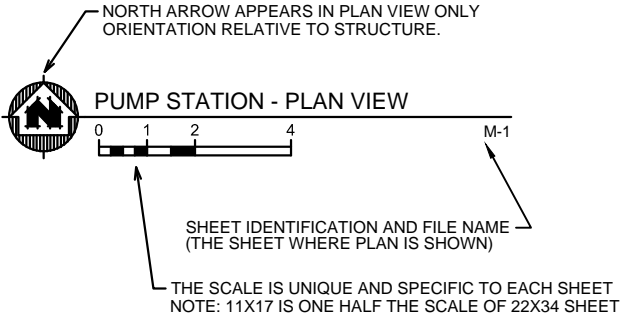 NORTH ARROW APPEARS IN PLAN VIEW ONLY
ORIENTATION RELATIVE TO STRUCTURE.
N
PUMP STATION - PLAN VIEW
0 1 2 4
M-1
SHEET IDENTIFICATION AND FILE NAME
(THE SHEET WHERE PLAN IS SHOWN)
THE SCALE IS UNIQUE AND SPECIFIC TO EACH SHEET
NOTE: 11X17 IS ONE HALF THE SCALE OF 22X34 SHEET